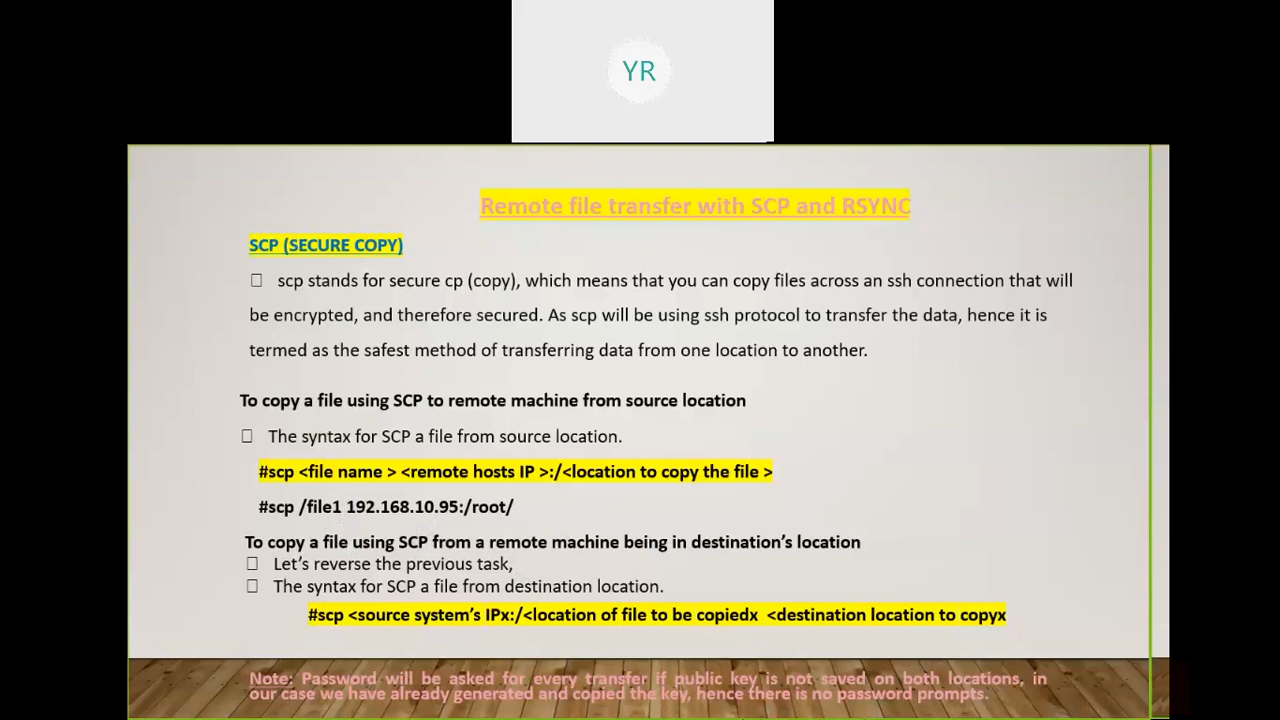 YR
Remote file transfer with SCP and RSYNC
SCP (SECURE COPY)
scp stands for secure cp (copy), which means that you can copy files across an ssh connection that will
be encrypted, and therefore secured. As scp will be using ssh protocol to transfer the data, hence it is
termed as the safest method of transferring data from one location to another.
To copy a file using SCP to remote machine from source location
The syntax for SCP a file from source location.
#scp <file name > <remote hosts IP >:/<location to copy the file >
#scp /file1 192.168.10.95:/root/
To copy a file using SCP from a remote machine being in destination’s location
Let’s reverse the previous task,
The syntax for SCP a file from destination location.
#scp <source system’s IPx:/<location of file to be copiedx <destination location to copyx
Note: Password will be asked for every transfer if public key is not saved on both locations, in
our case we have already generated and copied the key, hence there is no password prompts.